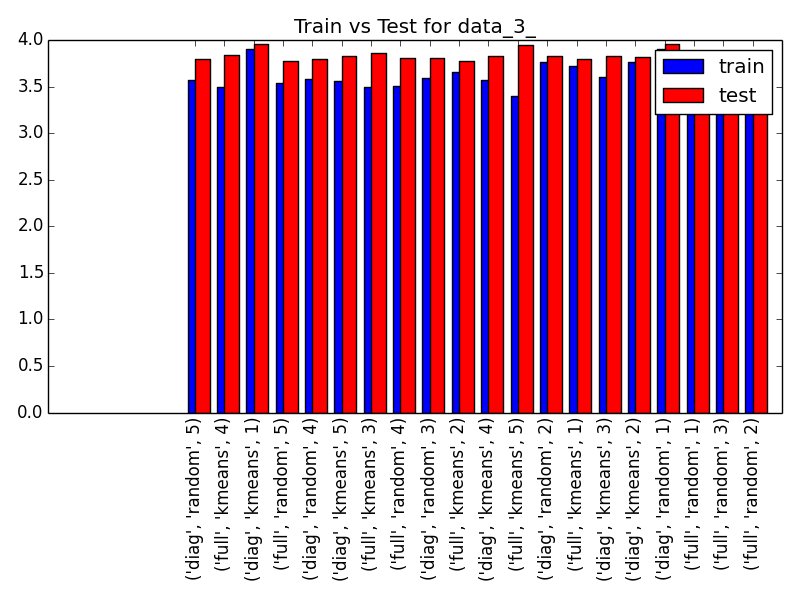 Train vs Test for data_3_
4.0
3.5
3.0
2.5
2.0
1.5
1.0
0.5
0.0
train
test
('diag', 'random', 5)
('full', 'kmeans', 4)
('diag', 'kmeans', 1)
('full', 'random', 5)
('diag', 'random', 4)
('diag', 'kmeans', 5)
('full', 'kmeans', 3)
('full', 'random', 4)
('diag', 'random', 3)
('full', 'kmeans', 2)
('diag', 'kmeans', 4)
('full', 'kmeans', 5)
('diag', 'random', 2)
('full', 'kmeans', 1)
('diag', 'kmeans', 3)
('diag', 'kmeans', 2)
('diag', 'random', 1)
('full', 'random', 1)
('full', 'random', 3)
('full', 'random', 2)